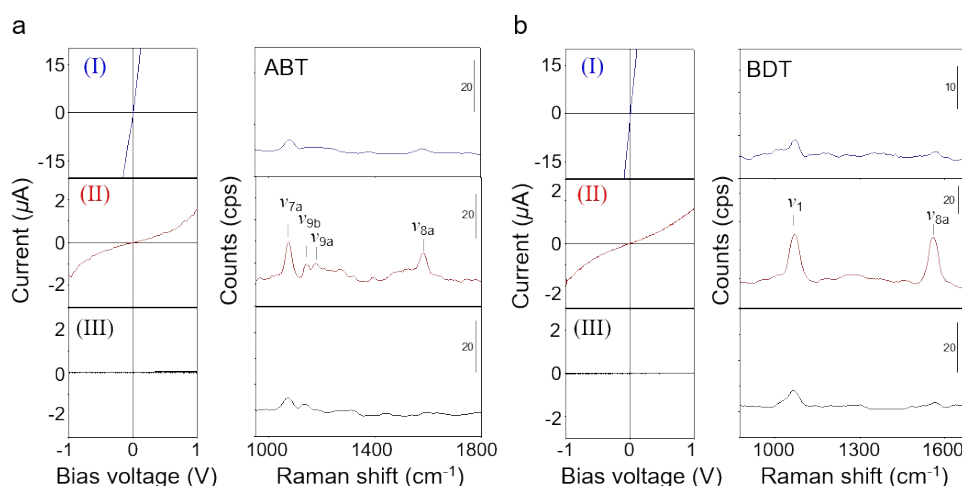 a
Current (µA)
15
0
-15
(I)
2
0
-2
(II)
2
0
-2
(III)
-1
0
1
Bias voltage (V)
Counts (cps)
ABT
20
ν7a
ν9b
ν9a
ν8a
20
20
1000
1400
1800
Raman shift (cm⁻¹)
b
Current (µA)
15
0
-15
(I)
2
0
-2
(II)
2
0
-2
(III)
-1
0
1
Bias voltage (V)
Counts (cps)
BDT
10
ν1
ν8a
20
20
1000
1300
1600
Raman shift (cm⁻¹)